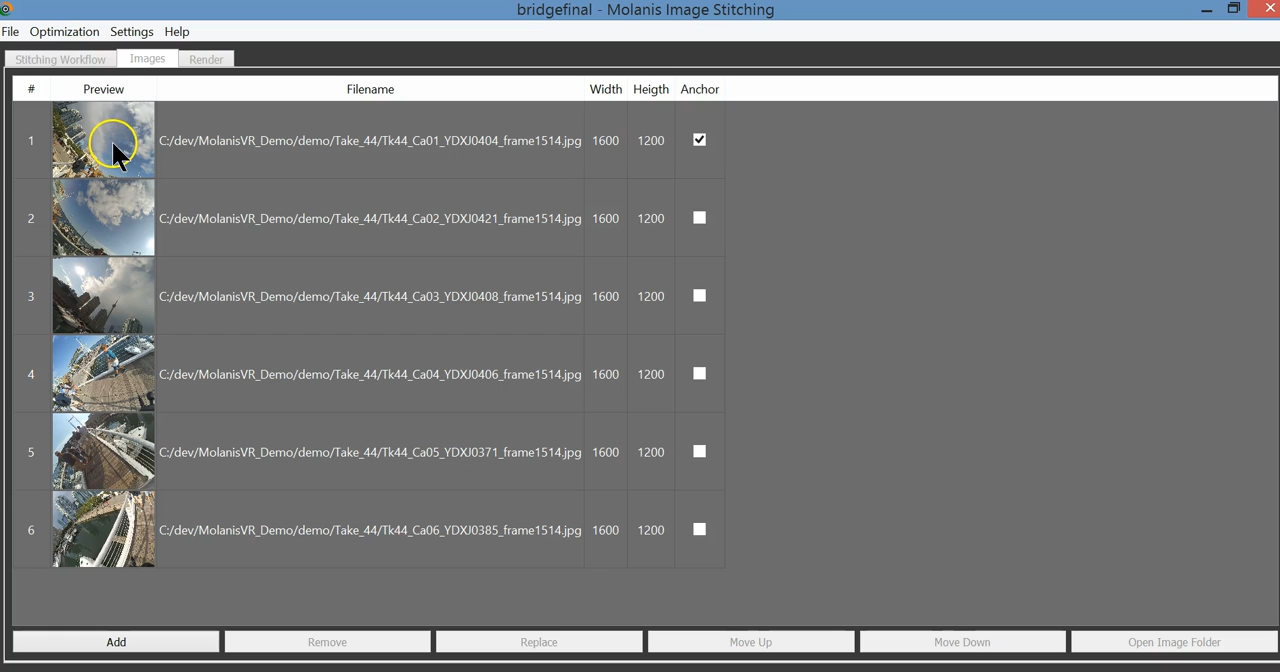 bridgefinal - Molanis Image Stitching
File Optimization Settings Help
Stitching Workflow Images Render
# Preview Filename Width Heigth Anchor
1 C:/dev/MolanisVR_Demo/demo/Take_44/Tk44_Ca01_YDXJ0404_frame1514.jpg 1600 1200
2 C:/dev/MolanisVR_Demo/demo/Take_44/Tk44_Ca02_YDXJ0421_frame1514.jpg 1600 1200
3 C:/dev/MolanisVR_Demo/demo/Take_44/Tk44_Ca03_YDXJ0408_frame1514.jpg 1600 1200
4 C:/dev/MolanisVR_Demo/demo/Take_44/Tk44_Ca04_YDXJ0406_frame1514.jpg 1600 1200
5 C:/dev/MolanisVR_Demo/demo/Take_44/Tk44_Ca05_YDXJ0371_frame1514.jpg 1600 1200
6 C:/dev/MolanisVR_Demo/demo/Take_44/Tk44_Ca06_YDXJ0385_frame1514.jpg 1600 1200
Add Remove Replace Move Up Move Down Open Image Folder